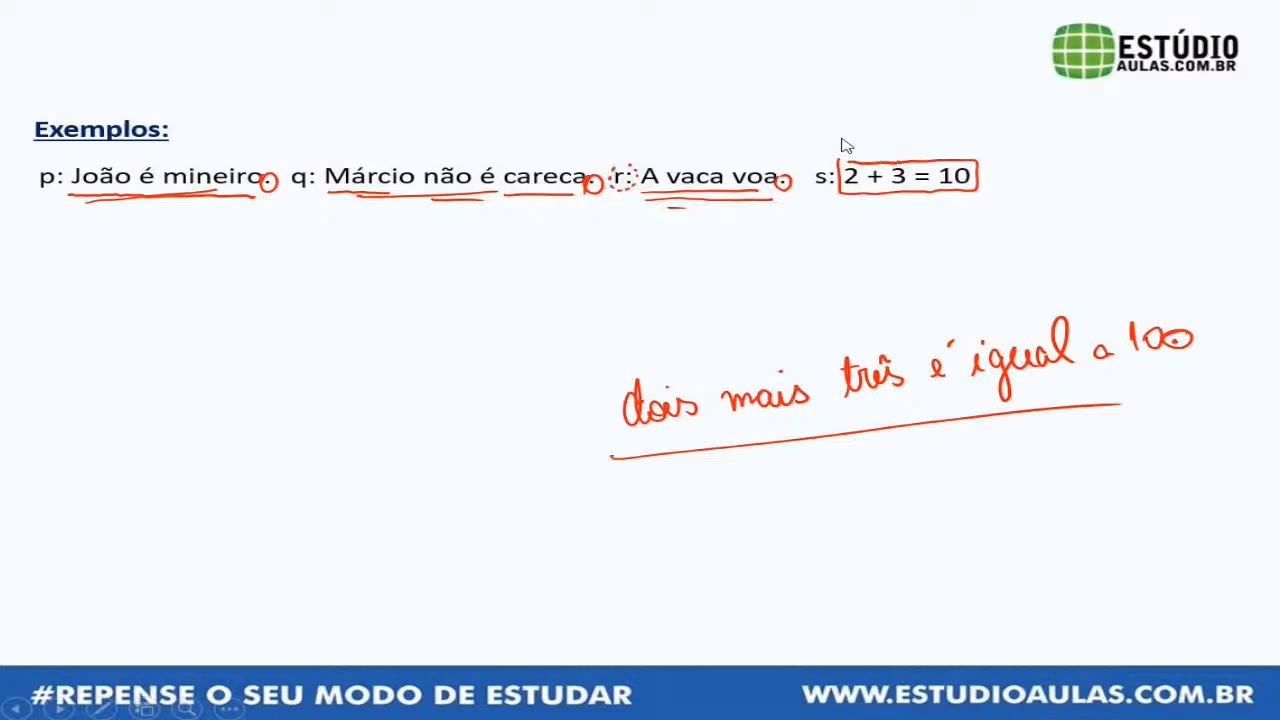 ESTÚDIO
AULAS.COM.BR
Exemplos:
p: João é mineiro. q: Márcio não é careca. r: A vaca voa. s: 2 + 3 = 10
dois mais três é igual a 100
#REPENSE O SEU MODO DE ESTUDAR WWW.ESTUDIOAULAS.COM.BR